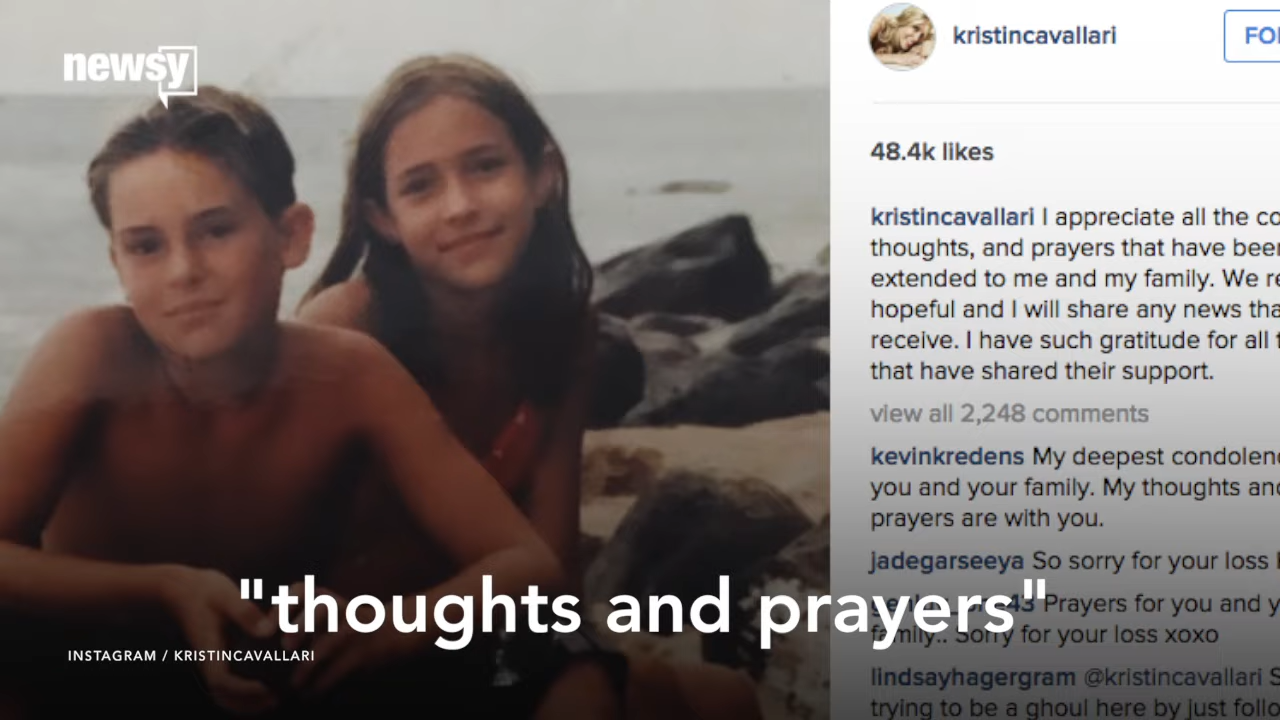 newsy
kristincavallari
FO
48.4k likes
kristincavallari I appreciate all the co
thoughts, and prayers that have been
extended to me and my family. We re
hopeful and I will share any news tha
receive. I have such gratitude for all t
that have shared their support.
view all 2,248 comments
kevinkredens My deepest condolenc
you and your family. My thoughts and
prayers are with you.
jadegarseeya So sorry for your loss
43 Prayers for you and y
family.. Sorry for your loss xoxo
lindsayhagergram @kristincavallari S
trying to be a ghoul here by just follo
"thoughts and prayers"
INSTAGRAM / KRISTINCAVALLARI